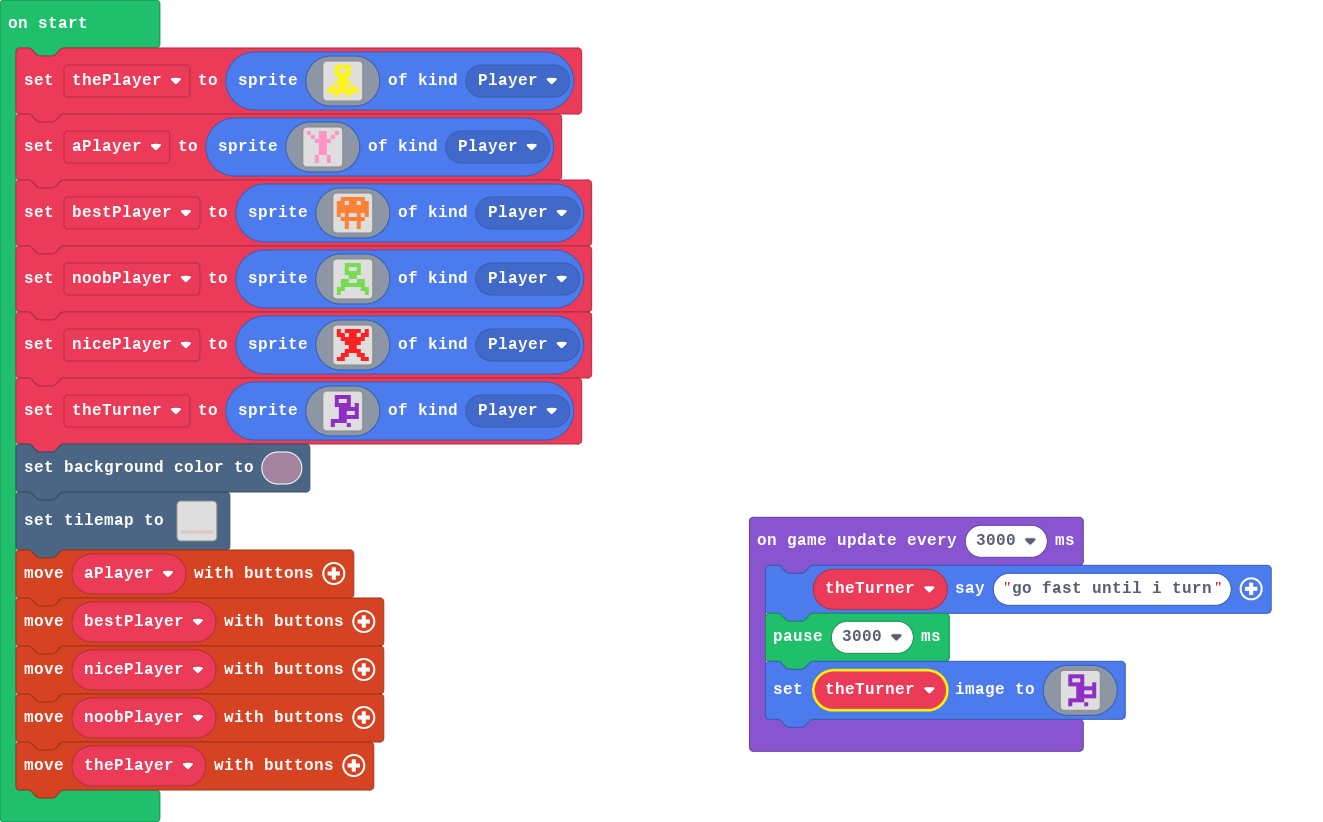 on start
set thePlayer to sprite of kind Player
set aPlayer to sprite of kind Player
set bestPlayer to sprite of kind Player
set noobPlayer to sprite of kind Player
set nicePlayer to sprite of kind Player
set theTurner to sprite of kind Player
set background color to
set tilemap to
move aPlayer with buttons
move bestPlayer with buttons
move nicePlayer with buttons
move noobPlayer with buttons
move thePlayer with buttons
on game update every 3000 ms
theTurner say "go fast until i turn"
pause 3000 ms
set theTurner image to